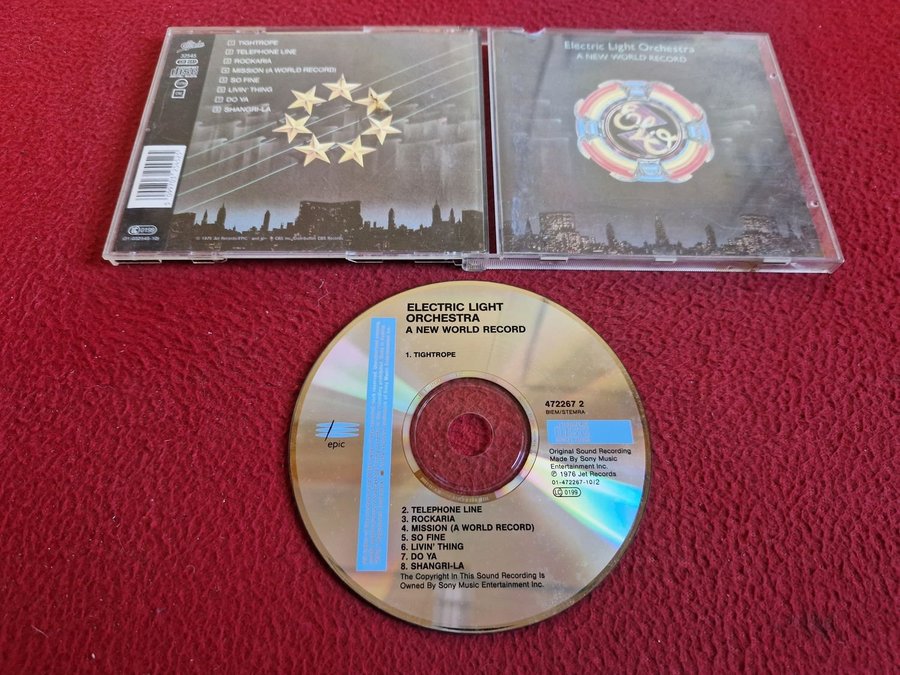 Epic
32545
TIGHTROPE
TELEPHONE LINE
ROCKARIA
MISSION (A WORLD RECORD)
SO FINE
LIVIN' THING
DO YA
SHANGRI-LA
LC 0199
Electric Light Orchestra
A NEW WORLD RECORD
ELO
ELECTRIC LIGHT
ORCHESTRA
A NEW WORLD RECORD
1. TIGHTROPE
epic
472267 2
BIEM/STEMRA
Original Sound Recording
Made By Sony Music
Entertainment Inc.
℗ 1976 Jet Records
01-472267-10/2
LC 0199
2. TELEPHONE LINE
3. ROCKARIA
4. MISSION (A WORLD RECORD)
5. SO FINE
6. LIVIN' THING
7. DO YA
8. SHANGRI-LA
The Copyright In This Sound Recording Is
Owned By Sony Music Entertainment Inc.